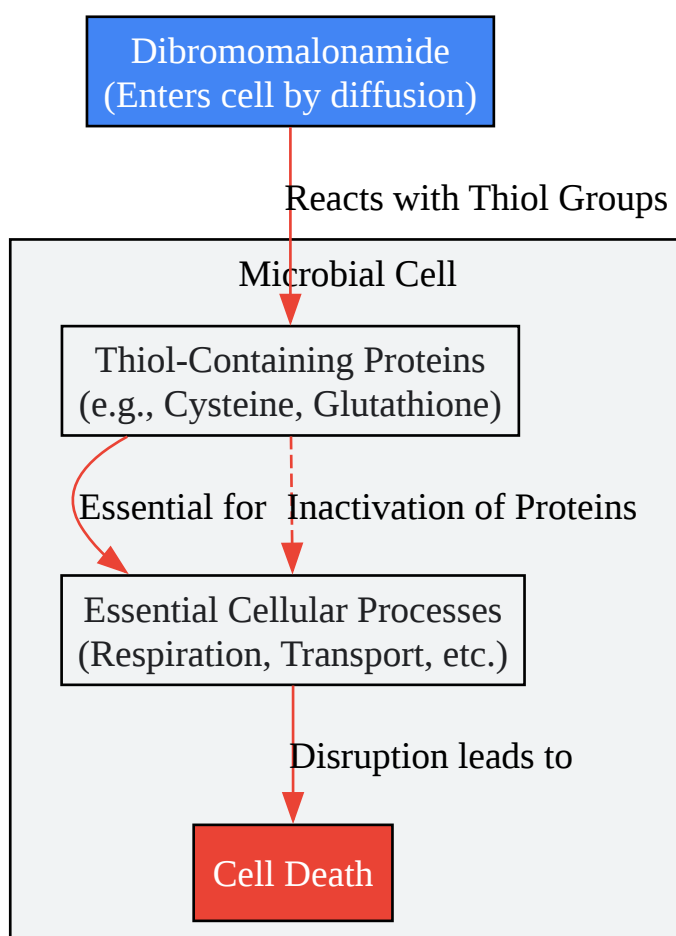 Dibromomalonamide
(Enters cell by diffusion)
Reacts with Thiol Groups
Microbial Cell
Thiol-Containing Proteins
(e.g., Cysteine, Glutathione)
Essential for
Inactivation of Proteins
Essential Cellular Processes
(Respiration, Transport, etc.)
Disruption leads to
Cell Death